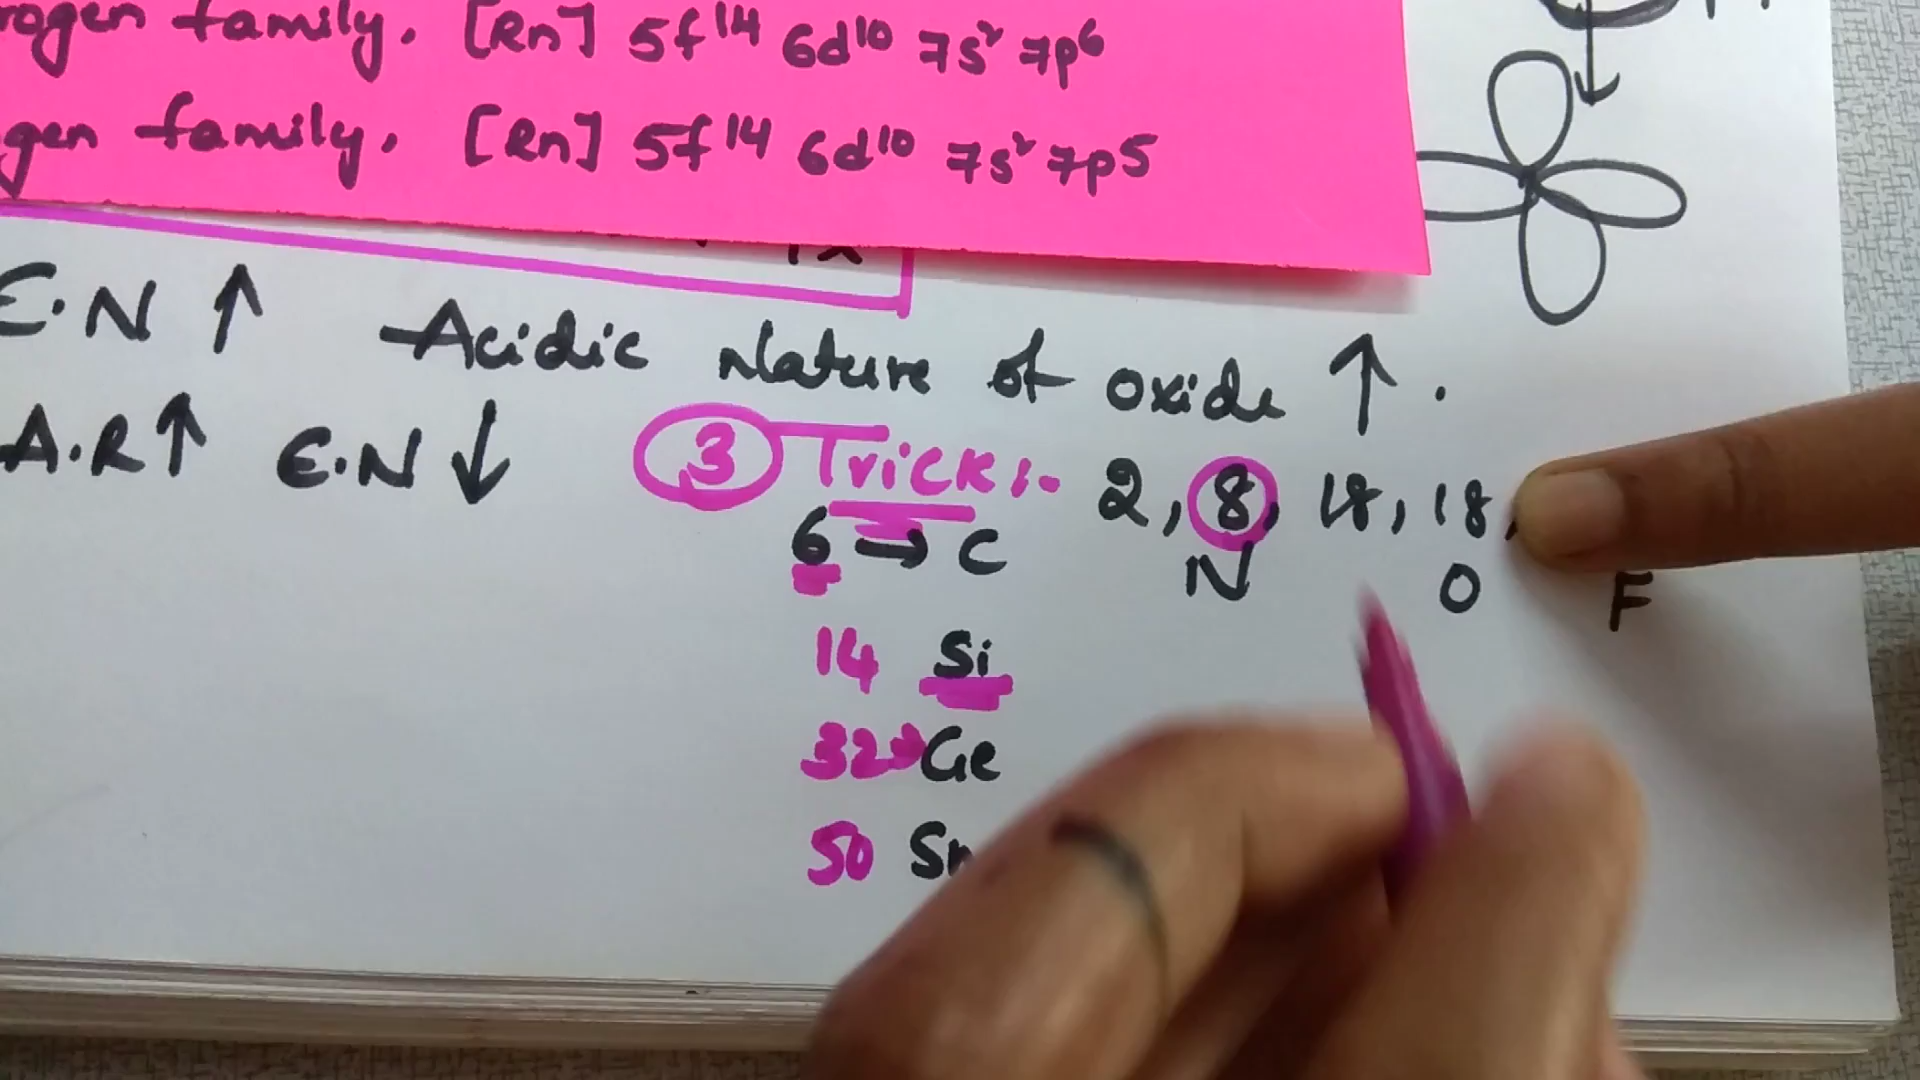 rogen family. [Rn] 5f¹⁴ 6d¹⁰ 7s² 7p⁶
gen family. [Rn] 5f¹⁴ 6d¹⁰ 7s² 7p5
E.N ↑ Acidic Nature of oxide ↑.
A.R ↑ E.N ↓ ③ Trick:- 2, 8, 18, 18,
6 → C N O F
14 Si
32→ Ge
50 Sn